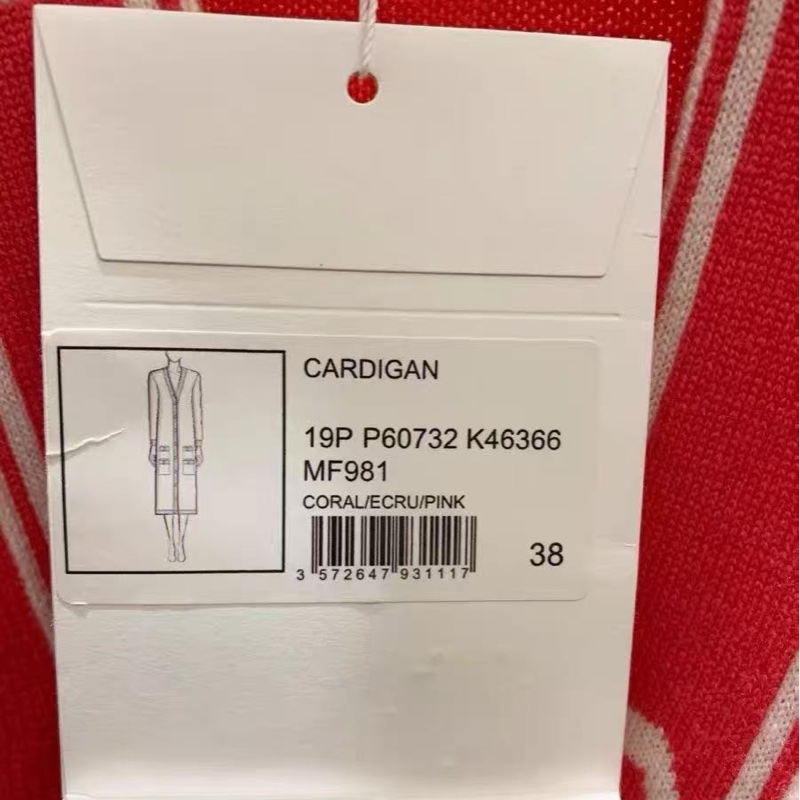 CARDIGAN
19P P60732 K46366
MF981
CORAL/ECRU/PINK
38
3 572647 931117